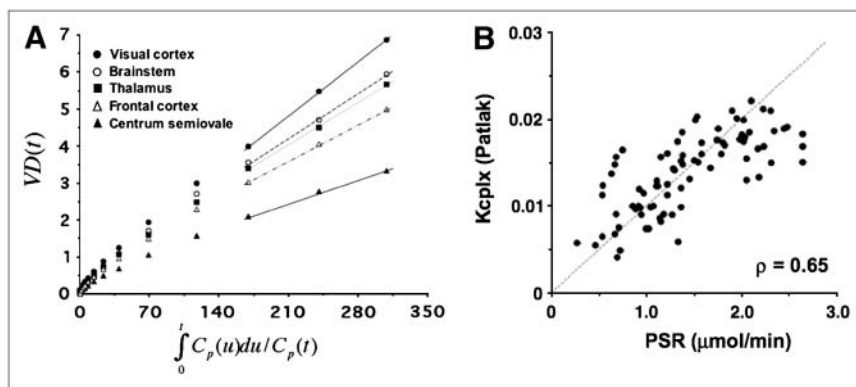 A
VD(t)
7
6
5
4
3
2
1
0
Visual cortex
Brainstem
Thalamus
Frontal cortex
Centrum semiovale
0 70 140 210 280 350
∫₀ᵗ Cₚ(u)du/Cₚ(t)
B
Kcplx (Patlak)
0.03
0.02
0.01
0
ρ = 0.65
0 1.0 2.0 3.0
PSR (μmol/min)